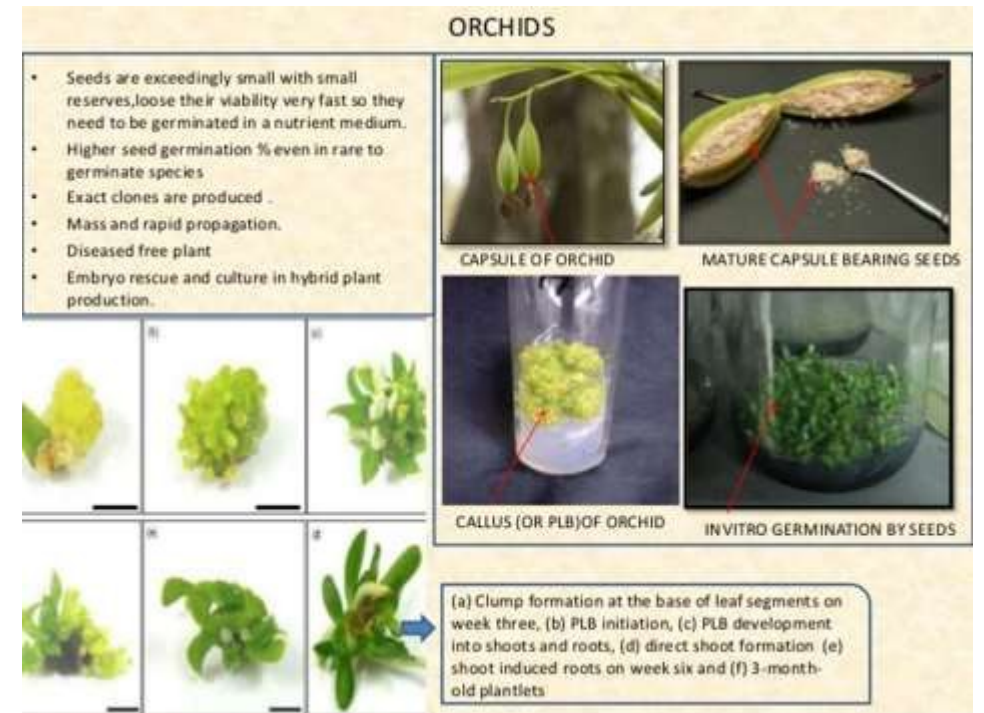 ORCHIDS
• Seeds are exceedingly small with small
reserves,loose their viability very fast so they
need to be germinated in a nutrient medium.
• Higher seed germination % even in rare to
germinate species
• Exact clones are produced .
• Mass and rapid propagation.
• Diseased free plant
• Embryo rescue and culture in hybrid plant
production.
CAPSULE OF ORCHID
MATURE CAPSULE BEARING SEEDS
CALLUS (OR PLB)OF ORCHID
INVITRO GERMINATION BY SEEDS
(a) Clump formation at the base of leaf segments on
week three, (b) PLB initiation, (c) PLB development
into shoots and roots, (d) direct shoot formation (e)
shoot induced roots on week six and (f) 3-month-
old plantlets